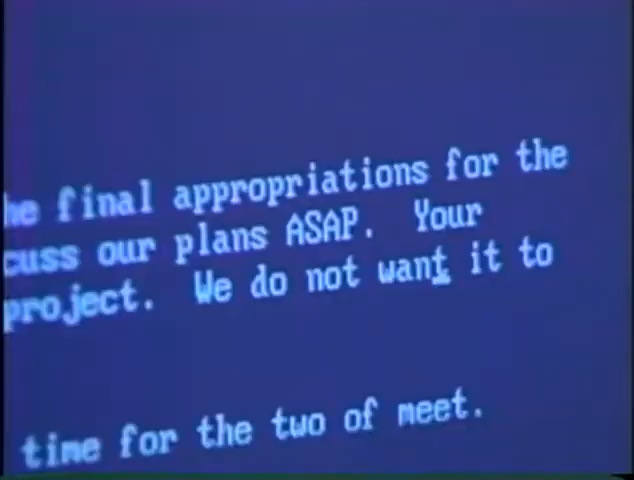 he final appropriations for the
cuss our plans ASAP.  Your
project.  We do not want it to
time for the two of meet.